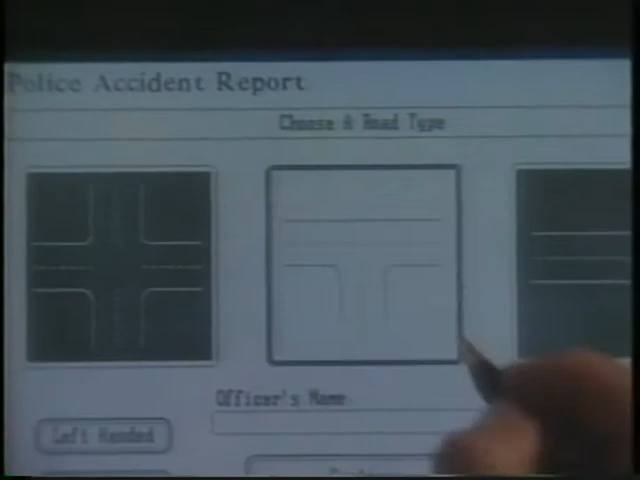 Police Accident Report
Choose A Road Type
Officer's Name
Left Handed